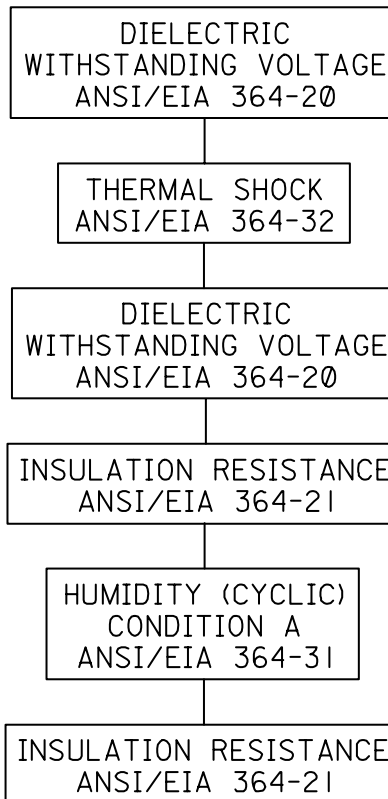 DIELECTRIC
WITHSTANDING VOLTAGE
ANSI/EIA 364-20
THERMAL SHOCK
ANSI/EIA 364-32
DIELECTRIC
WITHSTANDING VOLTAGE
ANSI/EIA 364-20
INSULATION RESISTANCE
ANSI/EIA 364-21
HUMIDITY (CYCLIC)
CONDITION A
ANSI/EIA 364-31
INSULATION RESISTANCE
ANSI/EIA 364-21